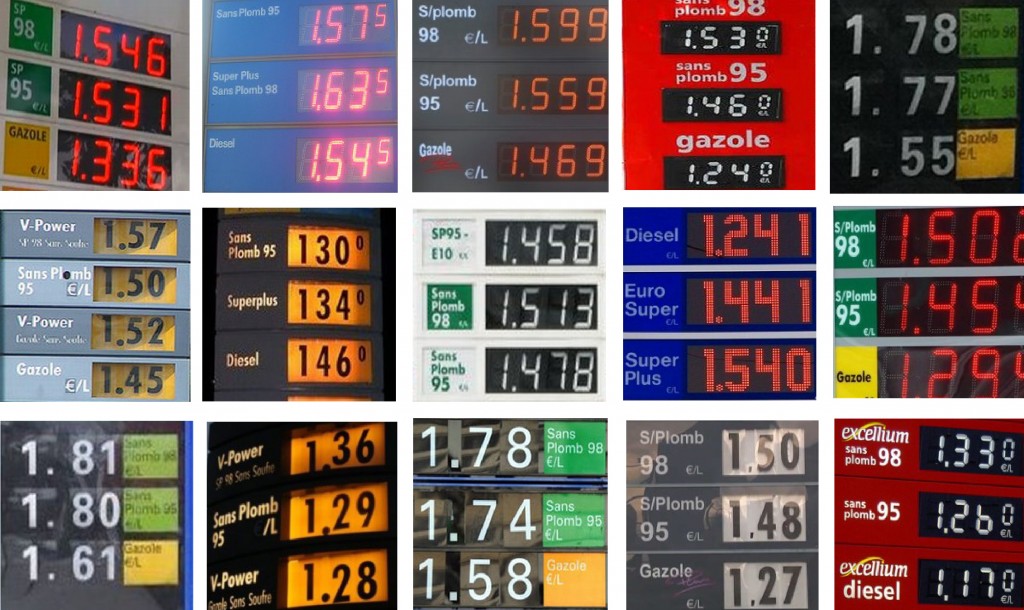 SP
98
€/L
1.546
SP
95
€/L
1.531
GAZOLE
€/L
1.336
Sans Plomb 95
1.575
Super Plus
Sans Plomb 98
1.635
Diesel
1.545
S/plomb
98 €/L
1.599
S/plomb
95 €/L
1.559
Gazole
€/L
1.469
sans
plomb 98
1.530
€/L
sans
plomb 95
1.460
€/L
gazole
1.240
€/L
1.78
Sans
Plomb 98
€/L
1.77
Sans
Plomb 95
€/L
1.55
Gazole
€/L
V-Power
SP 98 Sans Soufre
1.57
Sans Plomb
95 €/L
1.50
V-Power
Gazole Sans Soufre
1.52
Gazole
€/L
1.45
Sans
Plomb 95
130⁰
Superplus
134⁰
Diesel
146⁰
SP95-
E10 €/L
1.458
Sans
Plomb
98 €/L
1.513
Sans
Plomb
95 €/L
1.478
Diesel
€/L
1.241
Euro
Super
€/L
1.441
Super
Plus
€/L
1.540
S/Plomb
98 €/L
1.502
S/Plomb
95 €/L
1.45
Gazole
1.29
1.81
Sans
Plomb 98
€/L
1.80
Sans
Plomb 95
€/L
1.61
Gazole
€/L
V-Power
SP 98 Sans Soufre
1.36
Sans Plomb
95 /L
1.29
V-Power
Gazole Sans Soufre
1.28
1.78
Sans
Plomb 98
€/L
1.74
Sans
Plomb 95
€/L
1.58
Gazole
€/L
S/Plomb
98 €/L
1.50
S/Plomb
95 €/L
1.48
Gazole
€/L
1.27
excellium
sans
plomb 98
1.330
€/L
sans
plomb 95
1.260
€/L
excellium
diesel
1.170
€/L